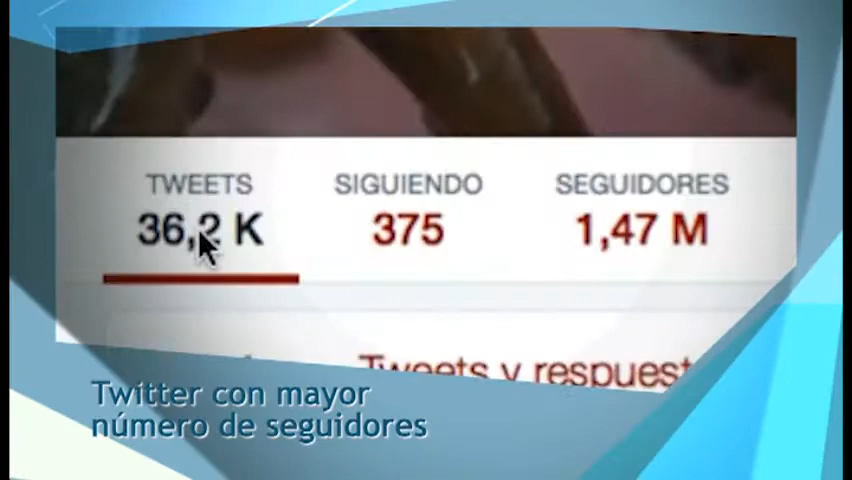 TWEETS SIGUIENDO SEGUIDORES
36,2 K 375 1,47 M
Tweets y respuest
Twitter con mayor
número de seguidores